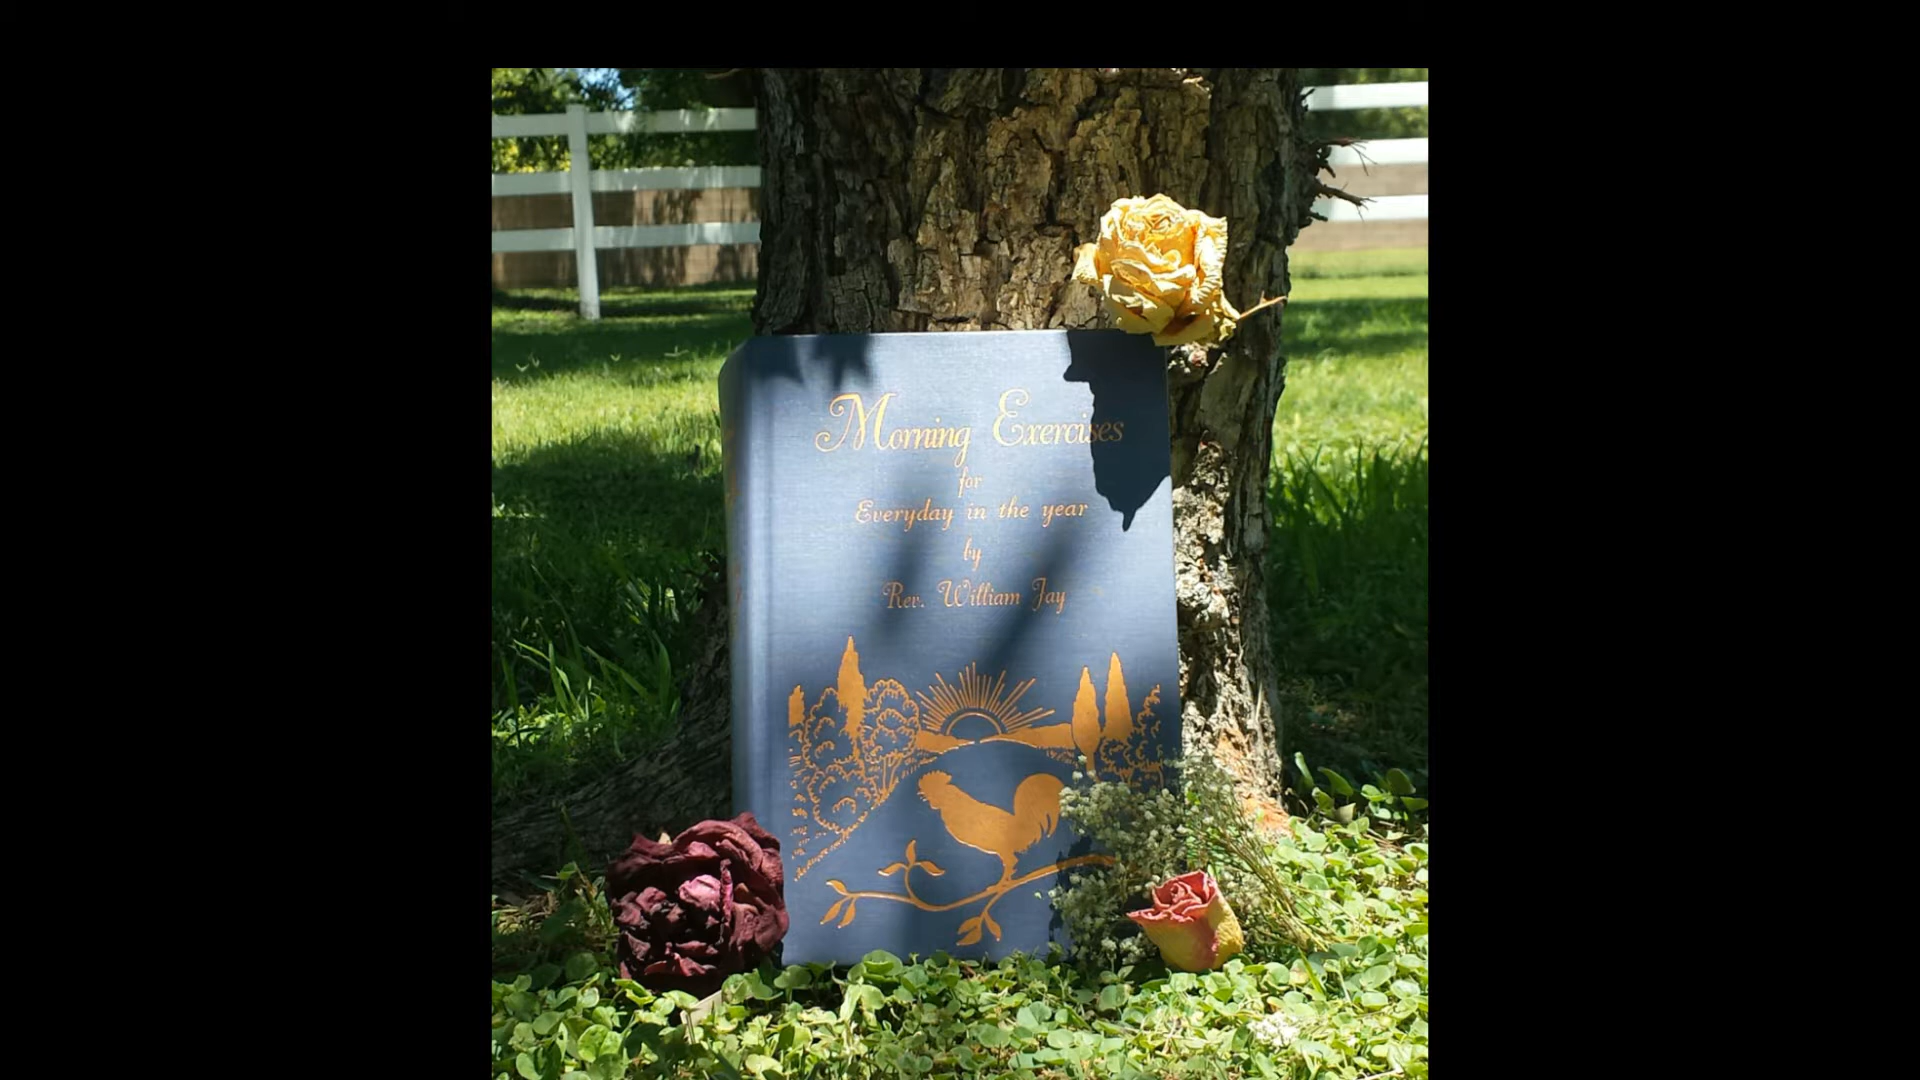 Morning Exercises
for
Everyday in the year
by
Rev. William Jay